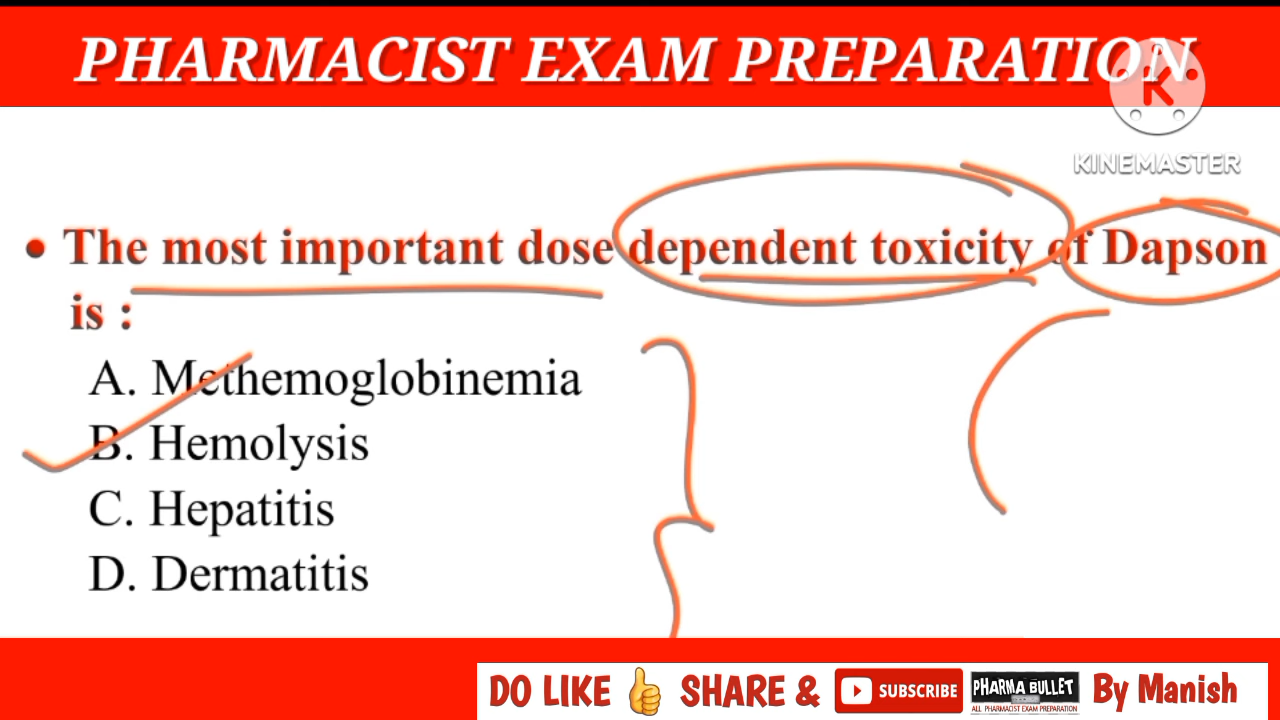 PHARMACIST EXAM PREPARATION
K
KINEMASTER
• The most important dose dependent toxicity of Dapson
is :
A. Methemoglobinemia
B. Hemolysis
C. Hepatitis
D. Dermatitis
DO LIKE 👍 SHARE & SUBSCRIBE PHARMA BULLET By Manish
ALL PHARMACIST EXAM PREPARATION